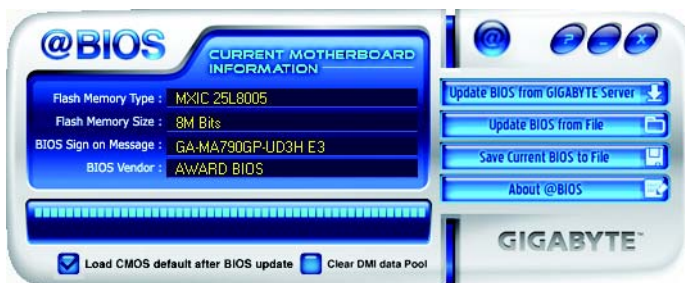 @BIOS
CURRENT MOTHERBOARD
INFORMATION
Flash Memory Type : MXIC 25L8005
Flash Memory Size : 8M Bits
BIOS Sign on Message : GA-MA790GP-UD3H E3
BIOS Vendor : AWARD BIOS
Load CMOS default after BIOS update Clear DMI data Pool
@ ? _ X
Update BIOS from GIGABYTE Server
Update BIOS from File
Save Current BIOS to File
About @BIOS
GIGABYTE™